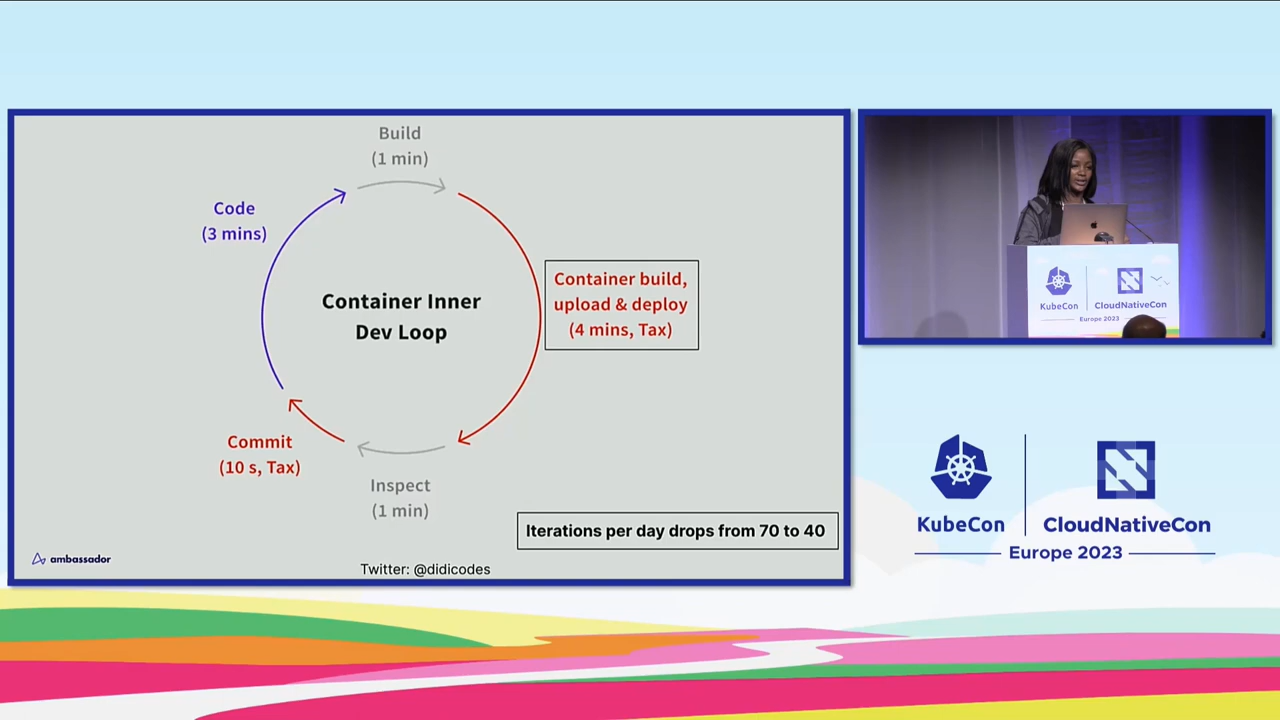 Build
(1 min)
Code
(3 mins)
Container build,
upload & deploy
(4 mins, Tax)
Container Inner
Dev Loop
Commit
(10 s, Tax)
Inspect
(1 min)
Iterations per day drops from 70 to 40
ambassador
Twitter: @didicodes
KubeCon
CloudNativeCon
Europe 2023
KubeCon
CloudNativeCon
Europe 2023